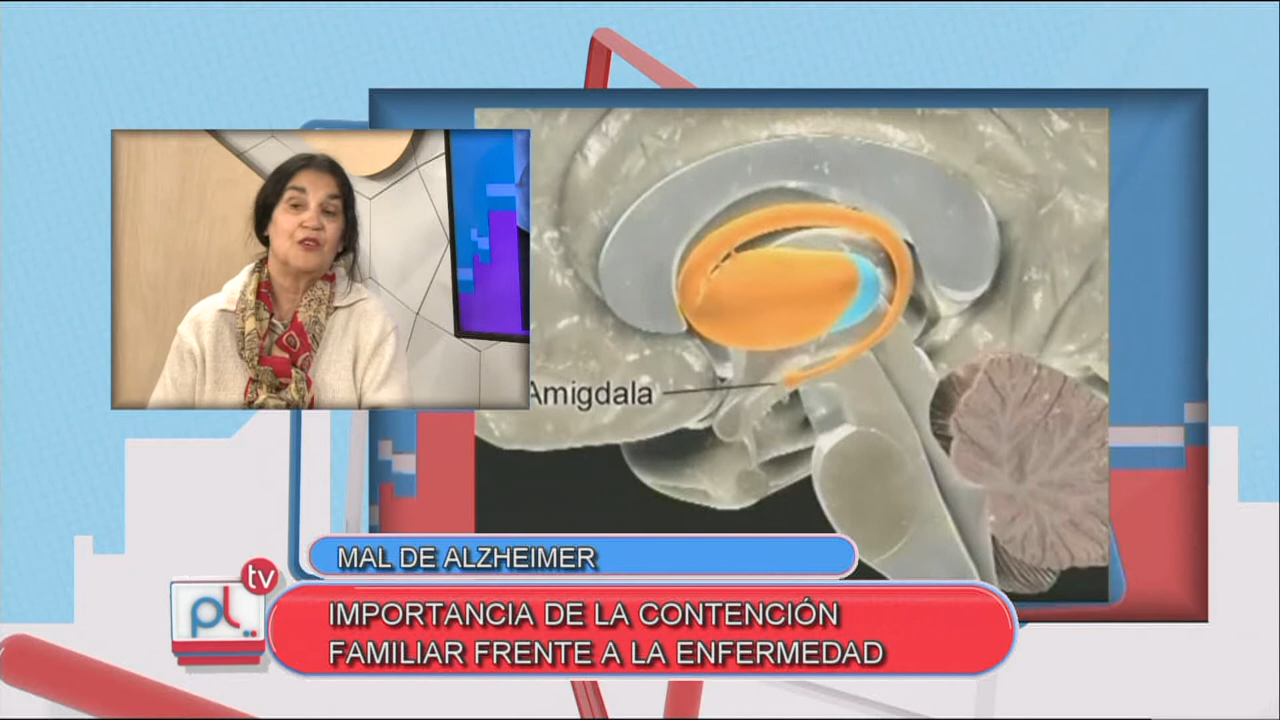 Amigdala
MAL DE ALZHEIMER
tv
pl..
IMPORTANCIA DE LA CONTENCIÓN
FAMILIAR FRENTE A LA ENFERMEDAD